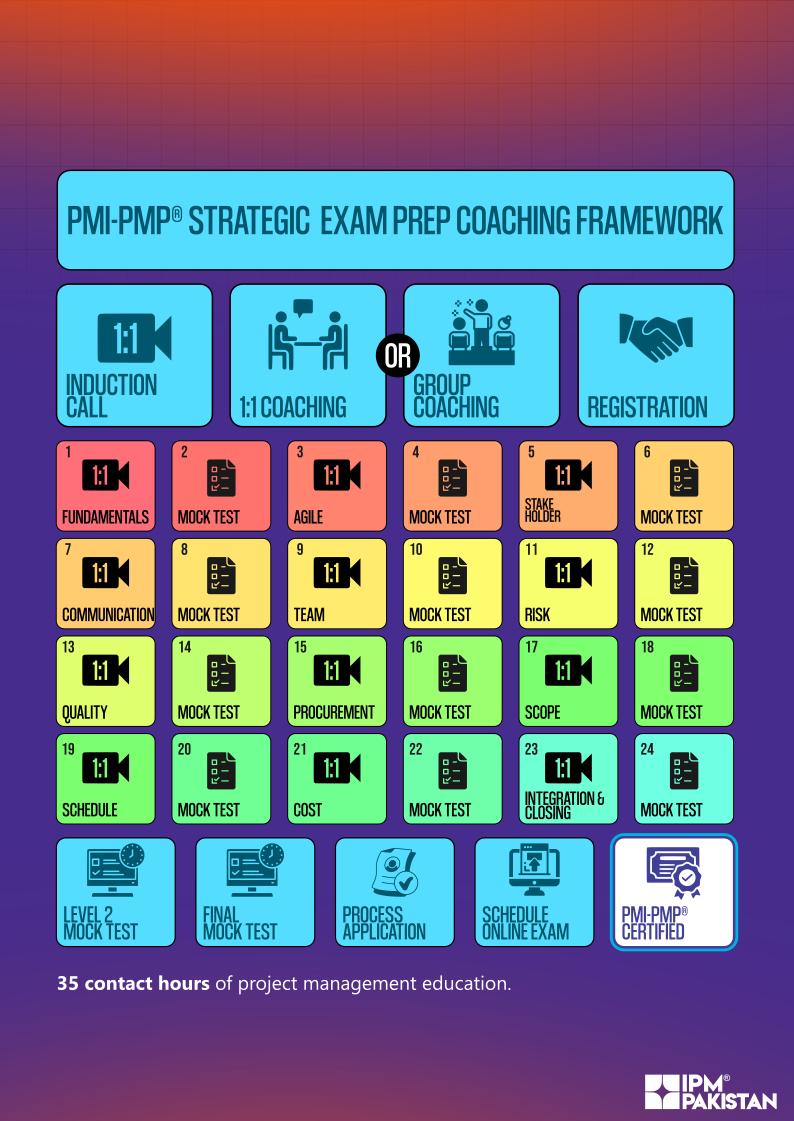 PMI-PMP® STRATEGIC EXAM PREP COACHING FRAMEWORK
1:1
INDUCTION
CALL
1:1 COACHING
OR
GROUP
COACHING
REGISTRATION
1
1:1
FUNDAMENTALS
2
MOCK TEST
3
1:1
AGILE
4
MOCK TEST
5
1:1
STAKE
HOLDER
6
MOCK TEST
7
1:1
COMMUNICATION
8
MOCK TEST
9
1:1
TEAM
10
MOCK TEST
11
1:1
RISK
12
MOCK TEST
13
1:1
QUALITY
14
MOCK TEST
15
1:1
PROCUREMENT
16
MOCK TEST
17
1:1
SCOPE
18
MOCK TEST
19
1:1
SCHEDULE
20
MOCK TEST
21
1:1
COST
22
MOCK TEST
23
1:1
INTEGRATION &
CLOSING
24
MOCK TEST
LEVEL 2
MOCK TEST
FINAL
MOCK TEST
PROCESS
APPLICATION
SCHEDULE
ONLINE EXAM
PMI-PMP®
CERTIFIED
35 contact hours of project management education.
IPM®
PAKISTAN